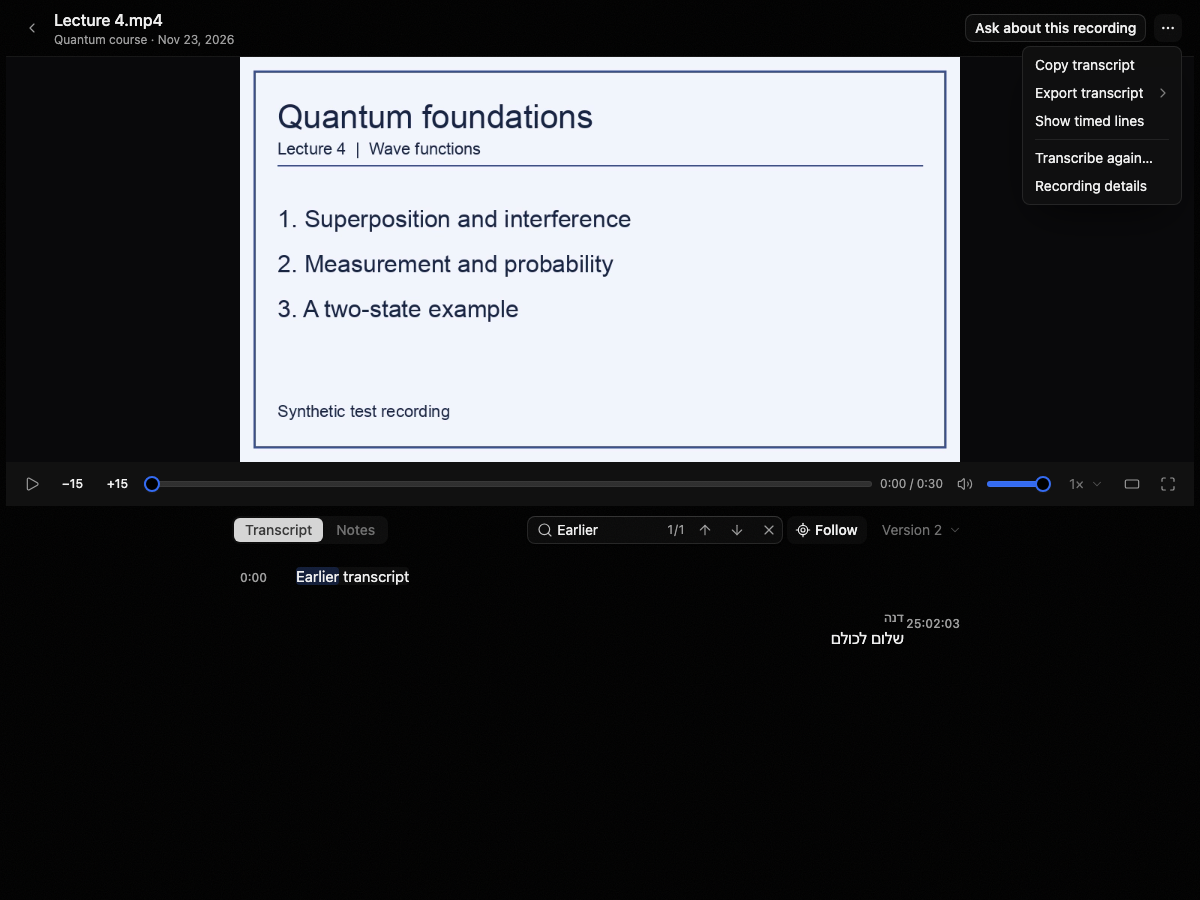 Lecture 4.mp4
Quantum course · Nov 23, 2026
Ask about this recording
Copy transcript
Export transcript
Show timed lines
Transcribe again...
Recording details
Quantum foundations
Lecture 4 | Wave functions
1. Superposition and interference
2. Measurement and probability
3. A two-state example
Synthetic test recording
−15 +15 0:00 / 0:30 1×
Transcript Notes Earlier 1/1 Follow Version 2
0:00 Earlier transcript
25:02:03 דנה
שלום לכולם